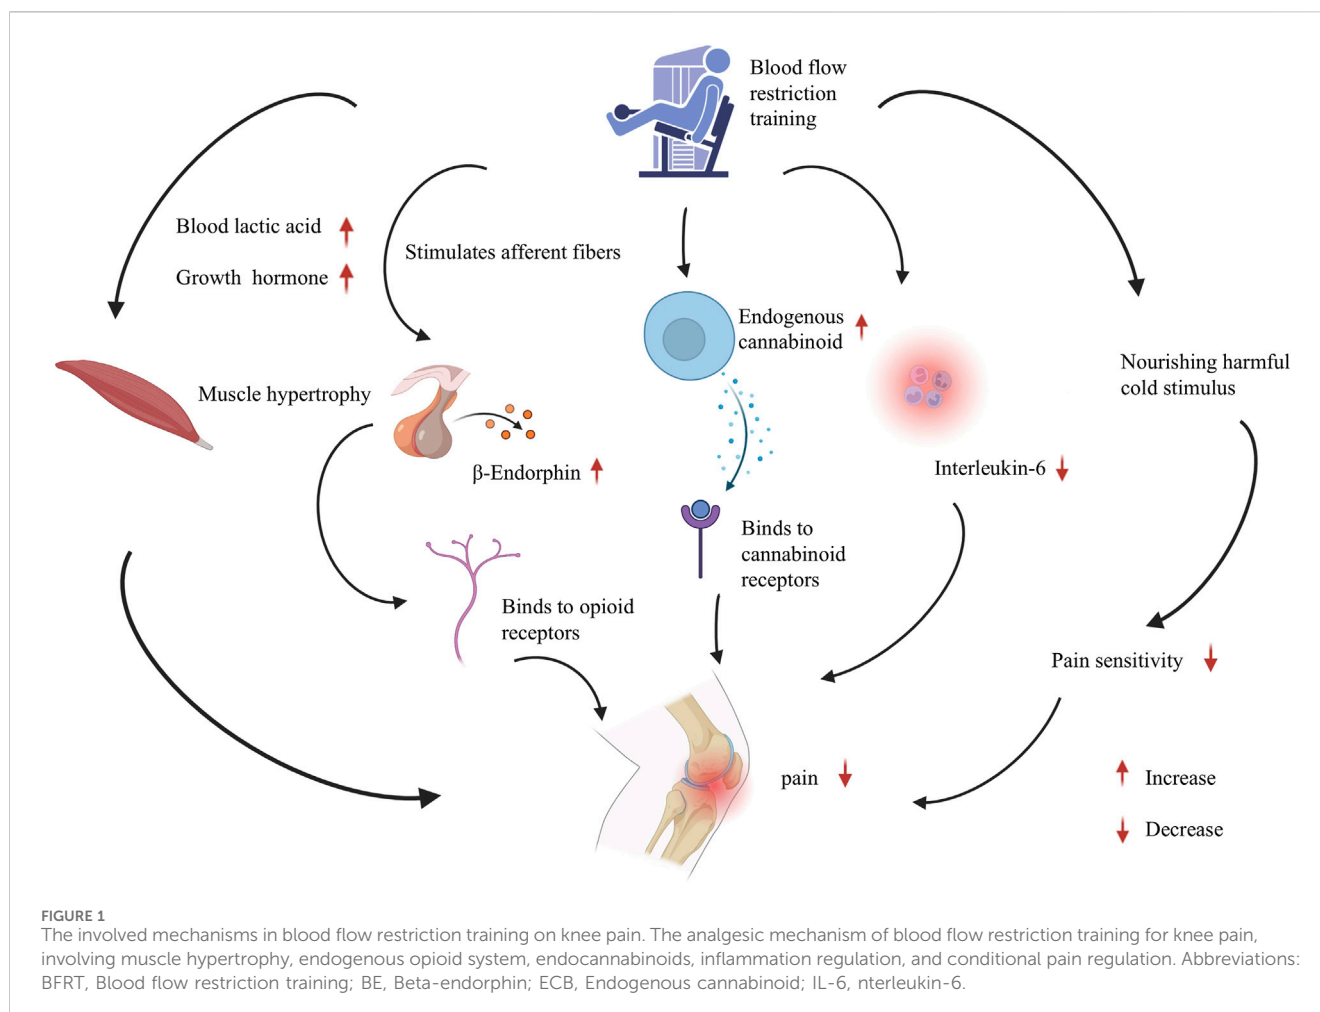 Blood flow
restriction
training
Blood lactic acid
Growth hormone
Stimulates afferent fibers
Endogenous
cannabinoid
Nourishing harmful
cold stimulus
Muscle hypertrophy
β-Endorphin
Interleukin-6
Binds to
cannabinoid
receptors
Binds to opioid
receptors
Pain sensitivity
pain
Increase
Decrease
FIGURE 1
The involved mechanisms in blood flow restriction training on knee pain. The analgesic mechanism of blood flow restriction training for knee pain,
involving muscle hypertrophy, endogenous opioid system, endocannabinoids, inflammation regulation, and conditional pain regulation. Abbreviations:
BFRT, Blood flow restriction training; BE, Beta-endorphin; ECB, Endogenous cannabinoid; IL-6, nterleukin-6.